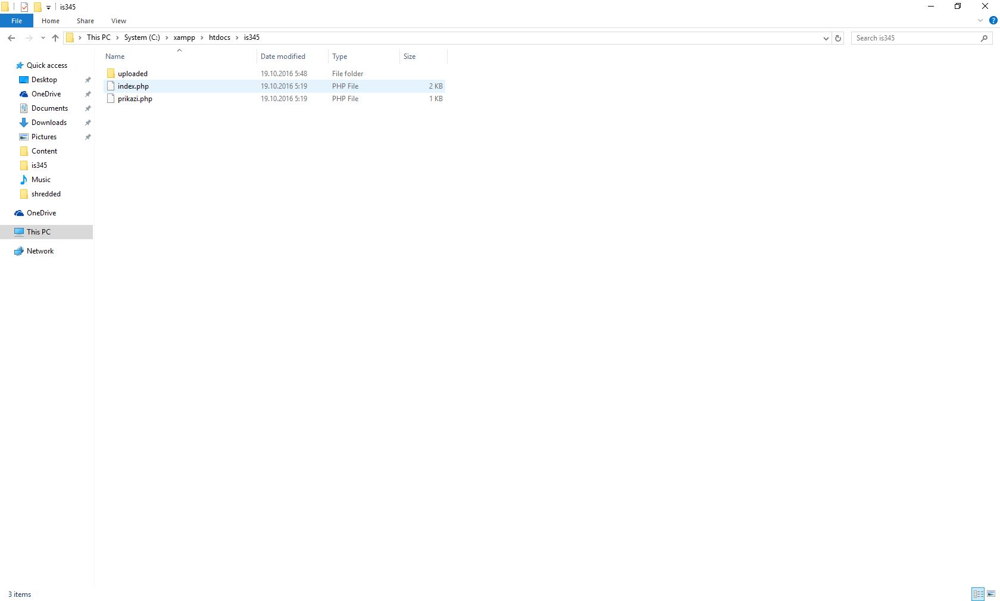 is345
File Home Share View
This PC System (C:) xampp htdocs is345
Search is345
Name Date modified Type Size
uploaded 19.10.2016 5:48 File folder
index.php 19.10.2016 5:19 PHP File 2 KB
prikazi.php 19.10.2016 5:19 PHP File 1 KB
Quick access
Desktop
OneDrive
Documents
Downloads
Pictures
Content
is345
Music
shredded
OneDrive
This PC
Network
3 items